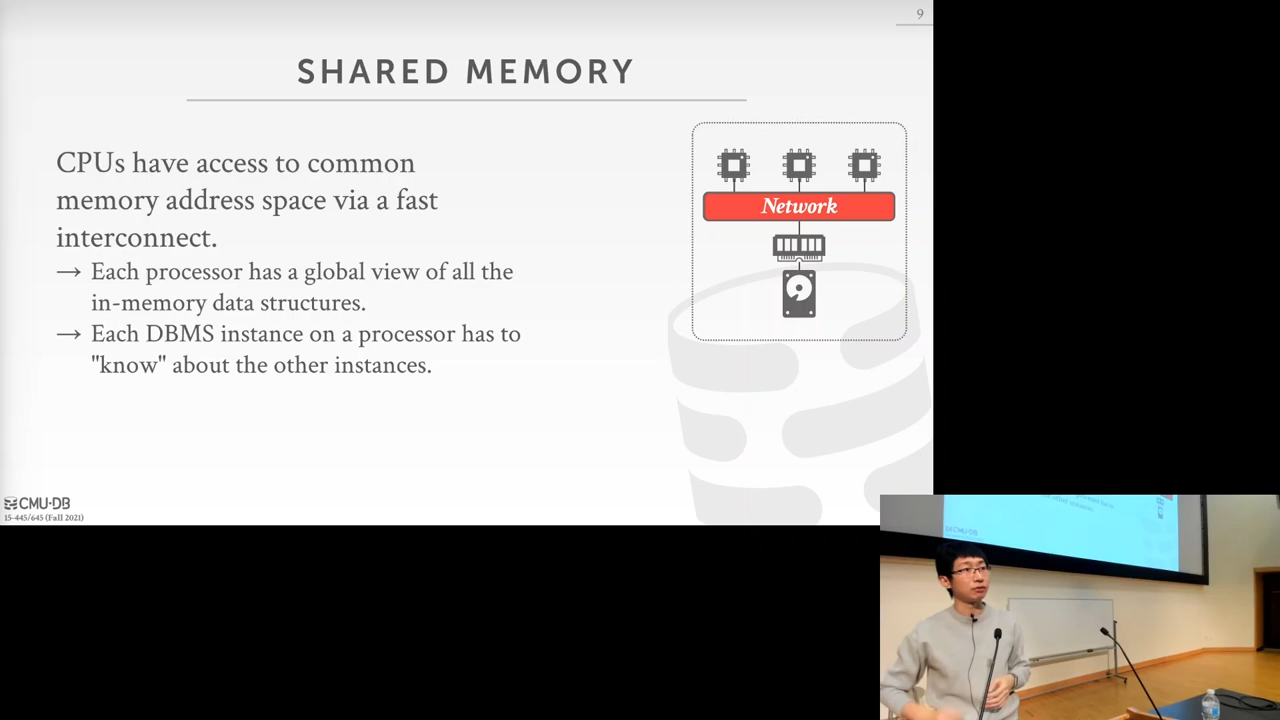 9
SHARED MEMORY
CPUs have access to common
memory address space via a fast
interconnect.
→ Each processor has a global view of all the
in-memory data structures.
→ Each DBMS instance on a processor has to
"know" about the other instances.
Network
CMU·DB
15-445/645 (Fall 2021)